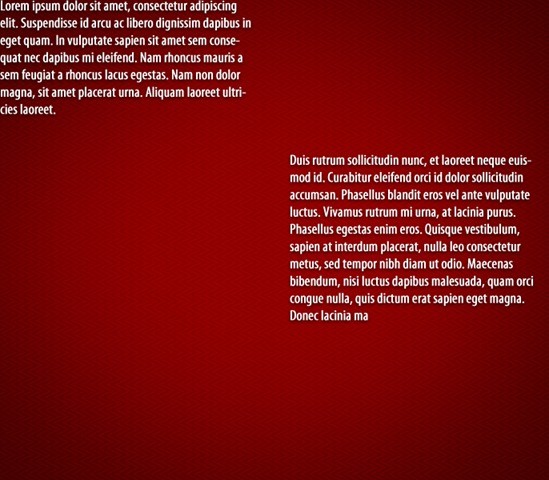 Lorem ipsum dolor sit amet, consectetur adipiscing
elit. Suspendisse id arcu ac libero dignissim dapibus in
eget quam. In vulputate sapien sit amet sem conse-
quat nec dapibus mi eleifend. Nam rhoncus mauris a
sem feugiat a rhoncus lacus egestas. Nam non dolor
magna, sit amet placerat urna. Aliquam laoreet ultri-
cies laoreet.
Duis rutrum sollicitudin nunc, et laoreet neque euis-
mod id. Curabitur eleifend orci id dolor sollicitudin
accumsan. Phasellus blandit eros vel ante vulputate
luctus. Vivamus rutrum mi urna, at lacinia purus.
Phasellus egestas enim eros. Quisque vestibulum,
sapien at interdum placerat, nulla leo consectetur
metus, sed tempor nibh diam ut odio. Maecenas
bibendum, nisi luctus dapibus malesuada, quam orci
congue nulla, quis dictum erat sapien eget magna.
Donec lacinia ma